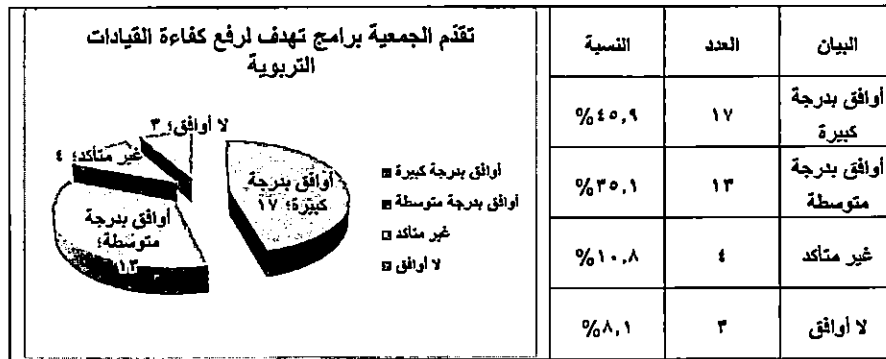 تقدّم الجمعية برامج تهدف لرفع كفاءة القيادات
التربوية
لا أوافق؛ ٣
غير متأكد؛ ٤
أوافق بدرجة
كبيرة؛ ١٧
أوافق بدرجة
متوسطة؛
١٣
أوافق بدرجة كبيرة
أوافق بدرجة متوسطة
غير متأكد
لا أوافق
البيان العدد النسبة
أوافق بدرجة
كبيرة ١٧ ٤٥,٩%
أوافق بدرجة
متوسطة ١٣ ٣٥,١%
غير متأكد ٤ ١٠,٨%
لا أوافق ٣ ٨,١%